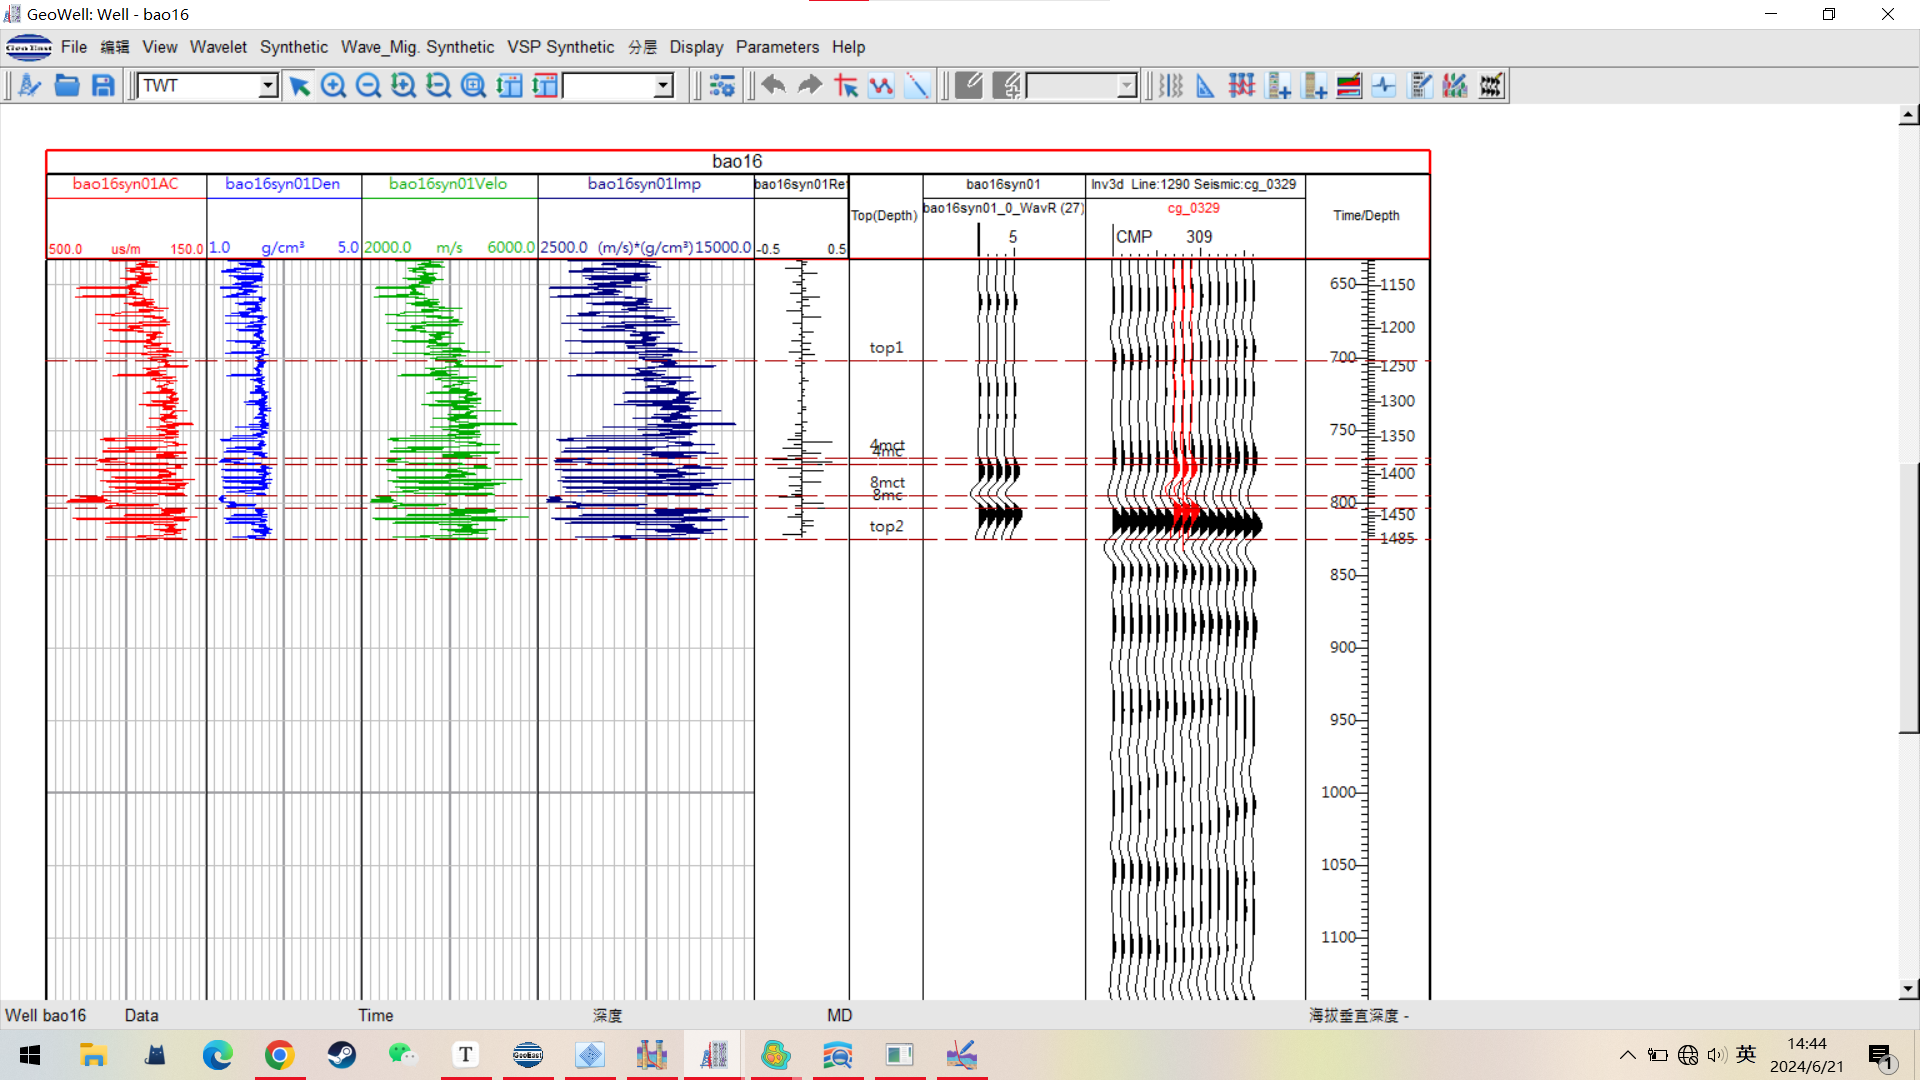 GeoWell: Well - bao16
GeoEast File 编辑 View Wavelet Synthetic Wave_Mig. Synthetic VSP Synthetic 分层 Display Parameters Help
TWT
bao16
bao16syn01AC bao16syn01Den bao16syn01Velo bao16syn01Imp bao16syn01Re bao16syn01 Inv3d Line:1290 Seismic:cg_0329
Top(Depth) bao16syn01_0_WavR (27) cg_0329 Time/Depth
5 CMP 309
500.0 us/m 150.0 1.0 g/cm³ 5.0 2000.0 m/s 6000.0 2500.0 (m/s)*(g/cm³) 15000.0 -0.5 0.5
650 1150
1200
top1
700 1250
1300
750 1350
4mct
4mc
1400
8mct
8mc
800 1450
top2
1485
850
900
950
1000
1050
1100
Well bao16 Data Time 深度 MD 海拔垂直深度 -
T GeoEast 英 14:44
2024/6/21 1